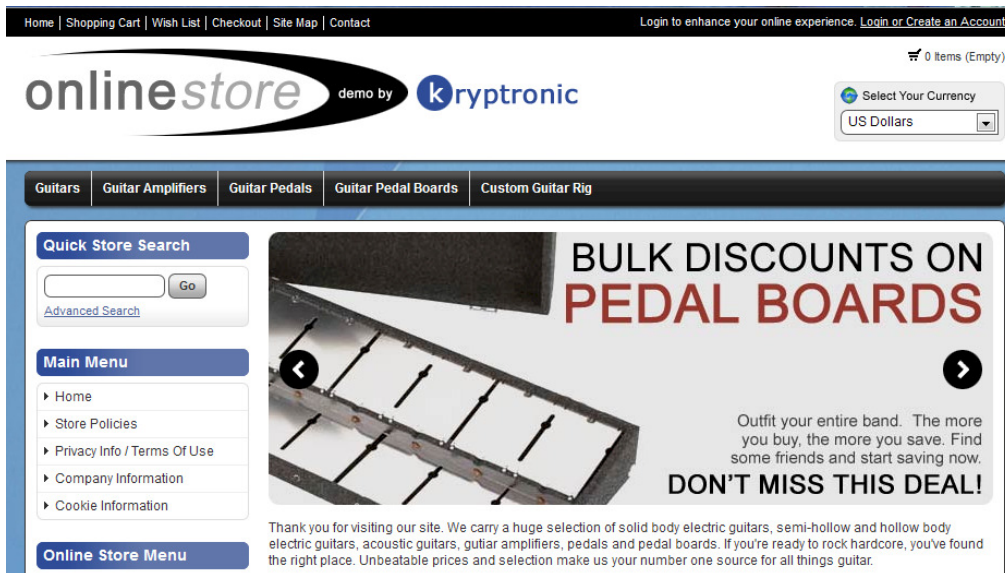 Home | Shopping Cart | Wish List | Checkout | Site Map | Contact
Login to enhance your online experience. Login or Create an Account
0 Items (Empty)
onlinestore demo by kryptronic
Select Your Currency
US Dollars
Guitars
Guitar Amplifiers
Guitar Pedals
Guitar Pedal Boards
Custom Guitar Rig
Quick Store Search
Go
Advanced Search
Main Menu
Home
Store Policies
Privacy Info / Terms Of Use
Company Information
Cookie Information
Online Store Menu
BULK DISCOUNTS ON
PEDAL BOARDS
Outfit your entire band. The more
you buy, the more you save. Find
some friends and start saving now.
DON'T MISS THIS DEAL!
Thank you for visiting our site. We carry a huge selection of solid body electric guitars, semi-hollow and hollow body
electric guitars, acoustic guitars, gutiar amplifiers, pedals and pedal boards. If you're ready to rock hardcore, you've found
the right place. Unbeatable prices and selection make us your number one source for all things guitar.